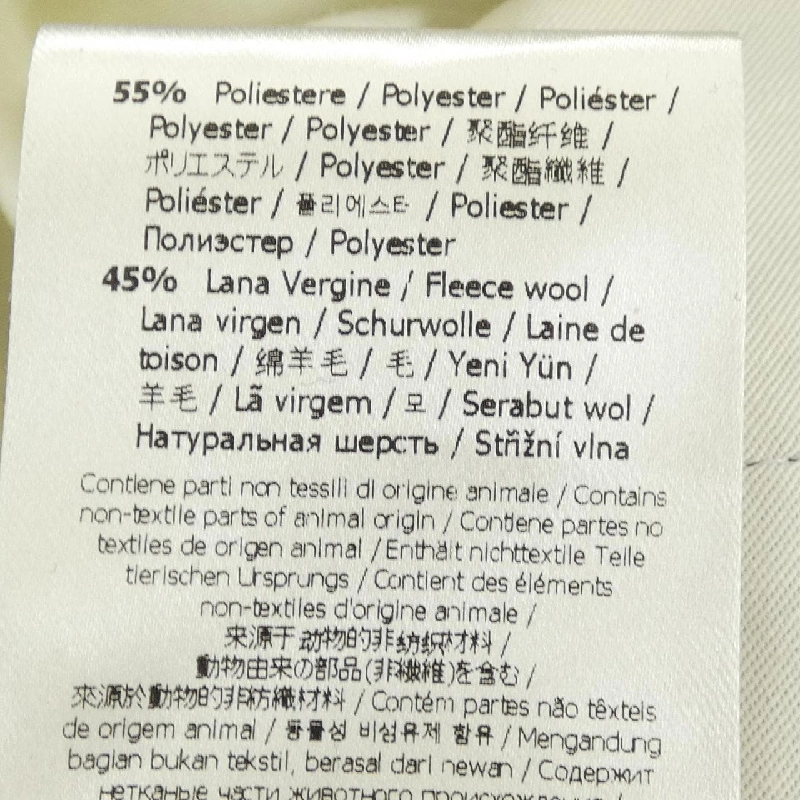 55% Poliestere / Polyester / Poliéster /
Polyester / Polyester / 聚酯纤维 /
ポリエステル / Polyester / 聚酯纖維 /
Poliéster / 폴리에스터 / Poliester /
Полиэстер / Polyester
45% Lana Vergine / Fleece wool /
Lana virgen / Schurwolle / Laine de
toison / 绵羊毛 / 毛 / Yeni Yün /
羊毛 / Lã virgem / 모 / Serabut wol /
Натуральная шерсть / Střižní vlna
Contiene parti non tessili di origine animale / Contains
non-textile parts of animal origin / Contiene partes no
textiles de origen animal / Enthält nichttextile Teile
tierischen Ursprungs / Contient des éléments
non-textiles d'origine animale /
来源于动物的非纺织材料 /
動物由来の部品(非繊維)を含む /
來源於動物的非紡織材料 / Contém partes não têxteis
de origem animal / 동물성 비섬유제 함유 / Mengandung
bagian bukan tekstil, berasal dari hewan / Содержит
нетканые части животного происхождения /